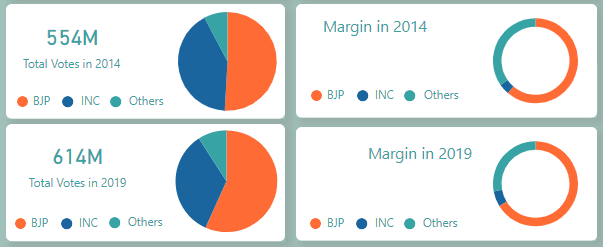 554M
Total Votes in 2014
BJP INC Others
Margin in 2014
BJP INC Others
614M
Total Votes in 2019
BJP INC Others
Margin in 2019
BJP INC Others